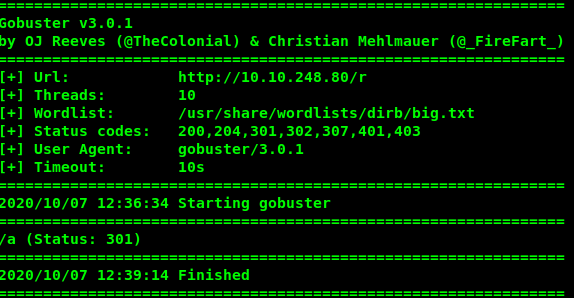 ===============================================================
Gobuster v3.0.1
by OJ Reeves (@TheColonial) & Christian Mehlmauer (@_FireFart_)
===============================================================
[+] Url:            http://10.10.248.80/r
[+] Threads:        10
[+] Wordlist:       /usr/share/wordlists/dirb/big.txt
[+] Status codes:   200,204,301,302,307,401,403
[+] User Agent:     gobuster/3.0.1
[+] Timeout:        10s
===============================================================
2020/10/07 12:36:34 Starting gobuster
===============================================================
/a (Status: 301)
===============================================================
2020/10/07 12:39:14 Finished
===============================================================